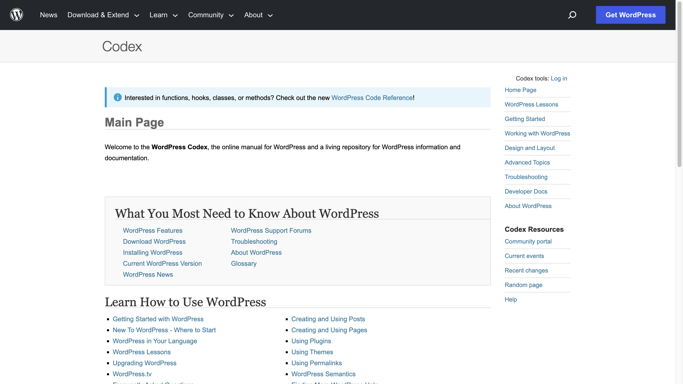 News Download & Extend Learn Community About Get WordPress
Codex
Interested in functions, hooks, classes, or methods? Check out the new WordPress Code Reference!
Main Page
Welcome to the WordPress Codex, the online manual for WordPress and a living repository for WordPress information and
documentation.
What You Most Need to Know About WordPress
WordPress Features
Download WordPress
Installing WordPress
Current WordPress Version
WordPress News
WordPress Support Forums
Troubleshooting
About WordPress
Glossary
Learn How to Use WordPress
Getting Started with WordPress
New To WordPress - Where to Start
WordPress in Your Language
WordPress Lessons
Upgrading WordPress
WordPress.tv
Creating and Using Posts
Creating and Using Pages
Using Plugins
Using Themes
Using Permalinks
WordPress Semantics
Codex tools: Log in
Home Page
WordPress Lessons
Getting Started
Working with WordPress
Design and Layout
Advanced Topics
Troubleshooting
Developer Docs
About WordPress
Codex Resources
Community portal
Current events
Recent changes
Random page
Help